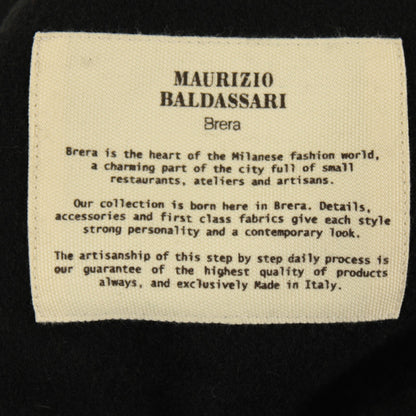 MAURIZIO
BALDASSARI
Brera
Brera is the heart of the Milanese fashion world,
a charming part of the city full of small
restaurants, ateliers and artisans.
Our collection is born here in Brera. Details,
accessories and first class fabrics give each style
strong personality and a contemporary look.
The artisanship of this step by step daily process is
our guarantee of the highest quality of products
always, and exclusively Made in Italy.